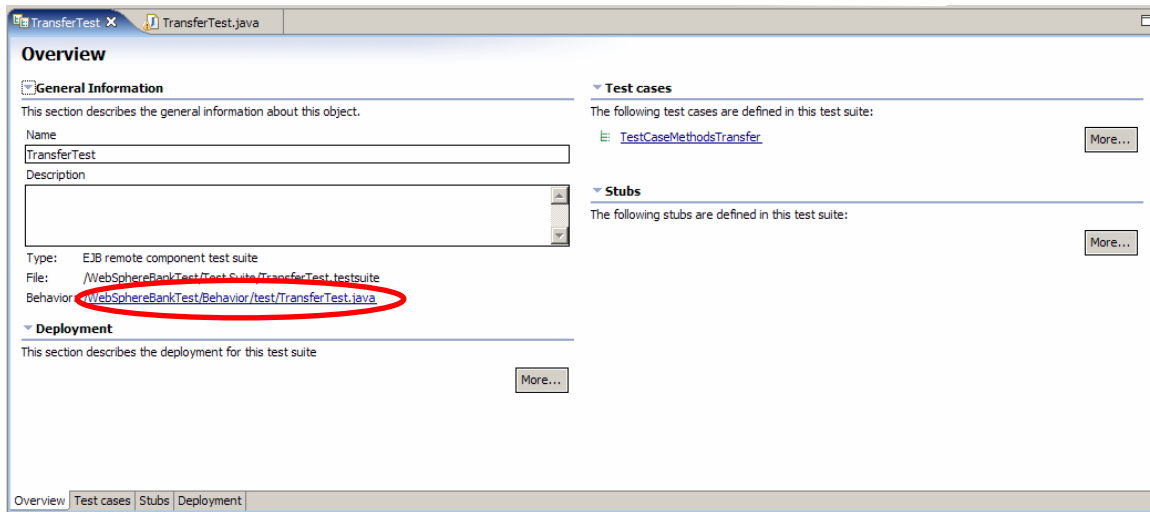 TransferTest
TransferTest.java
Overview
General Information
This section describes the general information about this object.
Name
TransferTest
Description
Type: EJB remote component test suite
File: /WebSphereBankTest/Test Suite/TransferTest.testsuite
Behavior: /WebSphereBankTest/Behavior/test/TransferTest.java
Deployment
This section describes the deployment for this test suite
More...
Test cases
The following test cases are defined in this test suite:
TestCaseMethodsTransfer
More...
Stubs
The following stubs are defined in this test suite:
More...
Overview Test cases Stubs Deployment